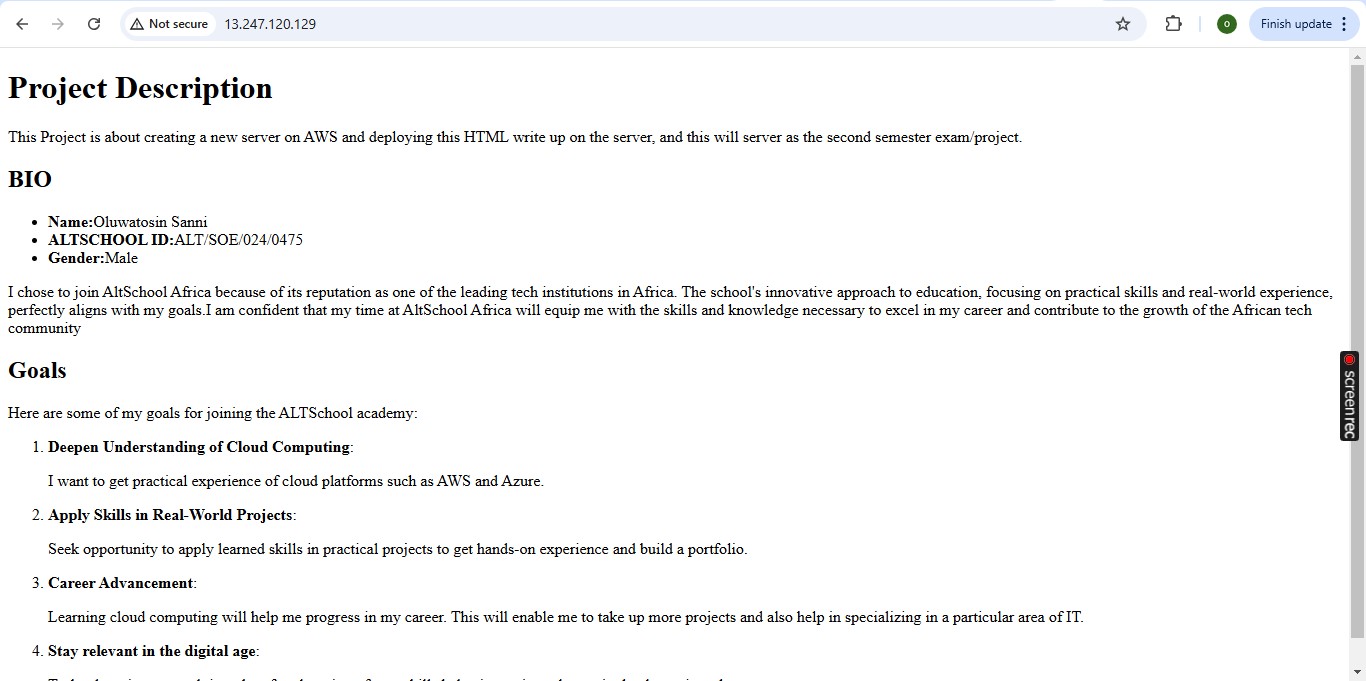 Not secure
13.247.120.129
o
Finish update
Project Description
This Project is about creating a new server on AWS and deploying this HTML write up on the server, and this will server as the second semester exam/project.
BIO
Name:Oluwatosin Sanni
ALTSCHOOL ID:ALT/SOE/024/0475
Gender:Male
I chose to join AltSchool Africa because of its reputation as one of the leading tech institutions in Africa. The school's innovative approach to education, focusing on practical skills and real-world experience,
perfectly aligns with my goals.I am confident that my time at AltSchool Africa will equip me with the skills and knowledge necessary to excel in my career and contribute to the growth of the African tech
community
Goals
Here are some of my goals for joining the ALTSchool academy:
1. Deepen Understanding of Cloud Computing:
I want to get practical experience of cloud platforms such as AWS and Azure.
2. Apply Skills in Real-World Projects:
Seek opportunity to apply learned skills in practical projects to get hands-on experience and build a portfolio.
3. Career Advancement:
Learning cloud computing will help me progress in my career. This will enable me to take up more projects and also help in specializing in a particular area of IT.
4. Stay relevant in the digital age:
screenrec